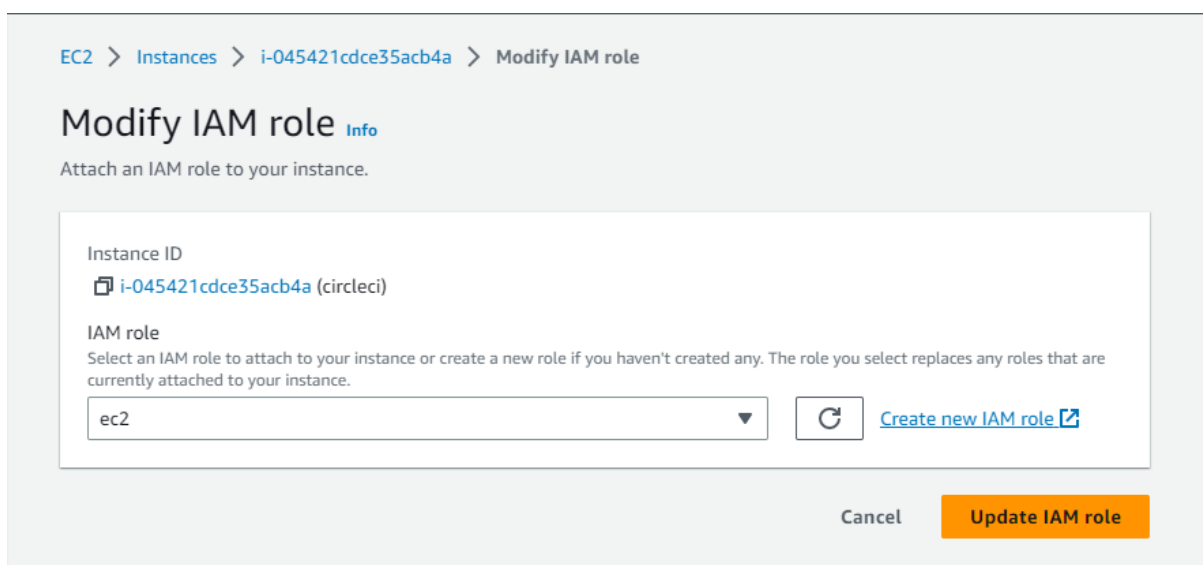 EC2 > Instances > i-045421cdce35acb4a > Modify IAM role
Modify IAM role Info
Attach an IAM role to your instance.
Instance ID
i-045421cdce35acb4a (circleci)
IAM role
Select an IAM role to attach to your instance or create a new role if you haven't created any. The role you select replaces any roles that are
currently attached to your instance.
ec2
Create new IAM role
Cancel
Update IAM role